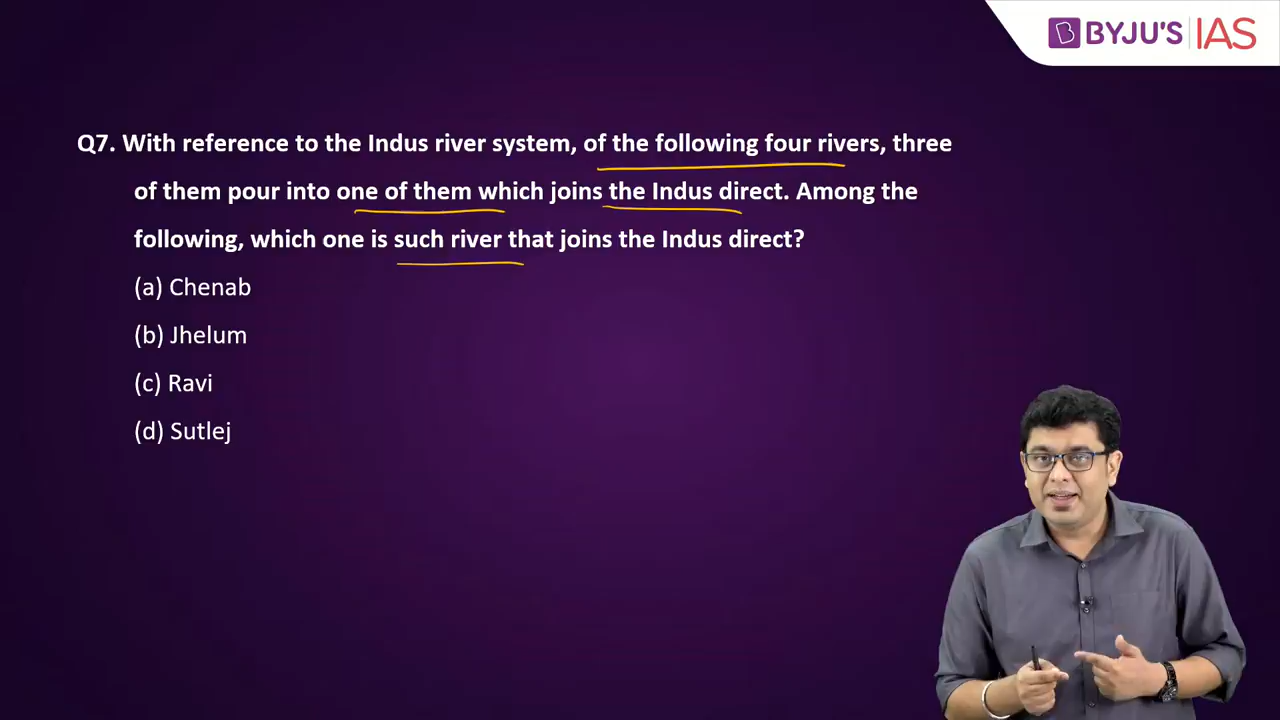 BYJU'S IAS
Q7. With reference to the Indus river system, of the following four rivers, three
of them pour into one of them which joins the Indus direct. Among the
following, which one is such river that joins the Indus direct?
(a) Chenab
(b) Jhelum
(c) Ravi
(d) Sutlej